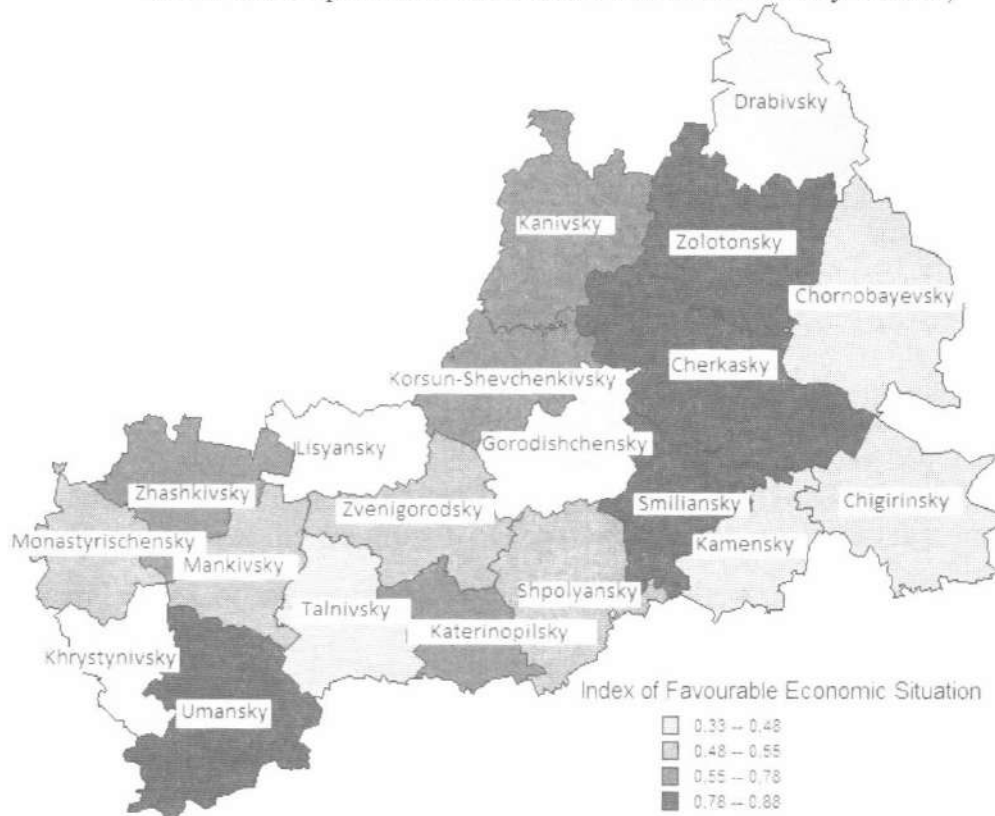 Drabivsky
Kanivsky
Zolotonsky
Chornobayevsky
Cherkasky
Korsun-Shevchenkivsky
Lisyansky
Gorodishchensky
Zhashkivsky
Zvenigorodsky
Smiliansky
Chigirinsky
Monastyrischensky
Mankivsky
Kamensky
Shpolyansky
Talnivsky
Katerinopilsky
Khrystynivsky
Umansky
Index of Favourable Economic Situation
0.33 — 0.48
0.48 — 0.55
0.55 — 0.78
0.78 — 0.88